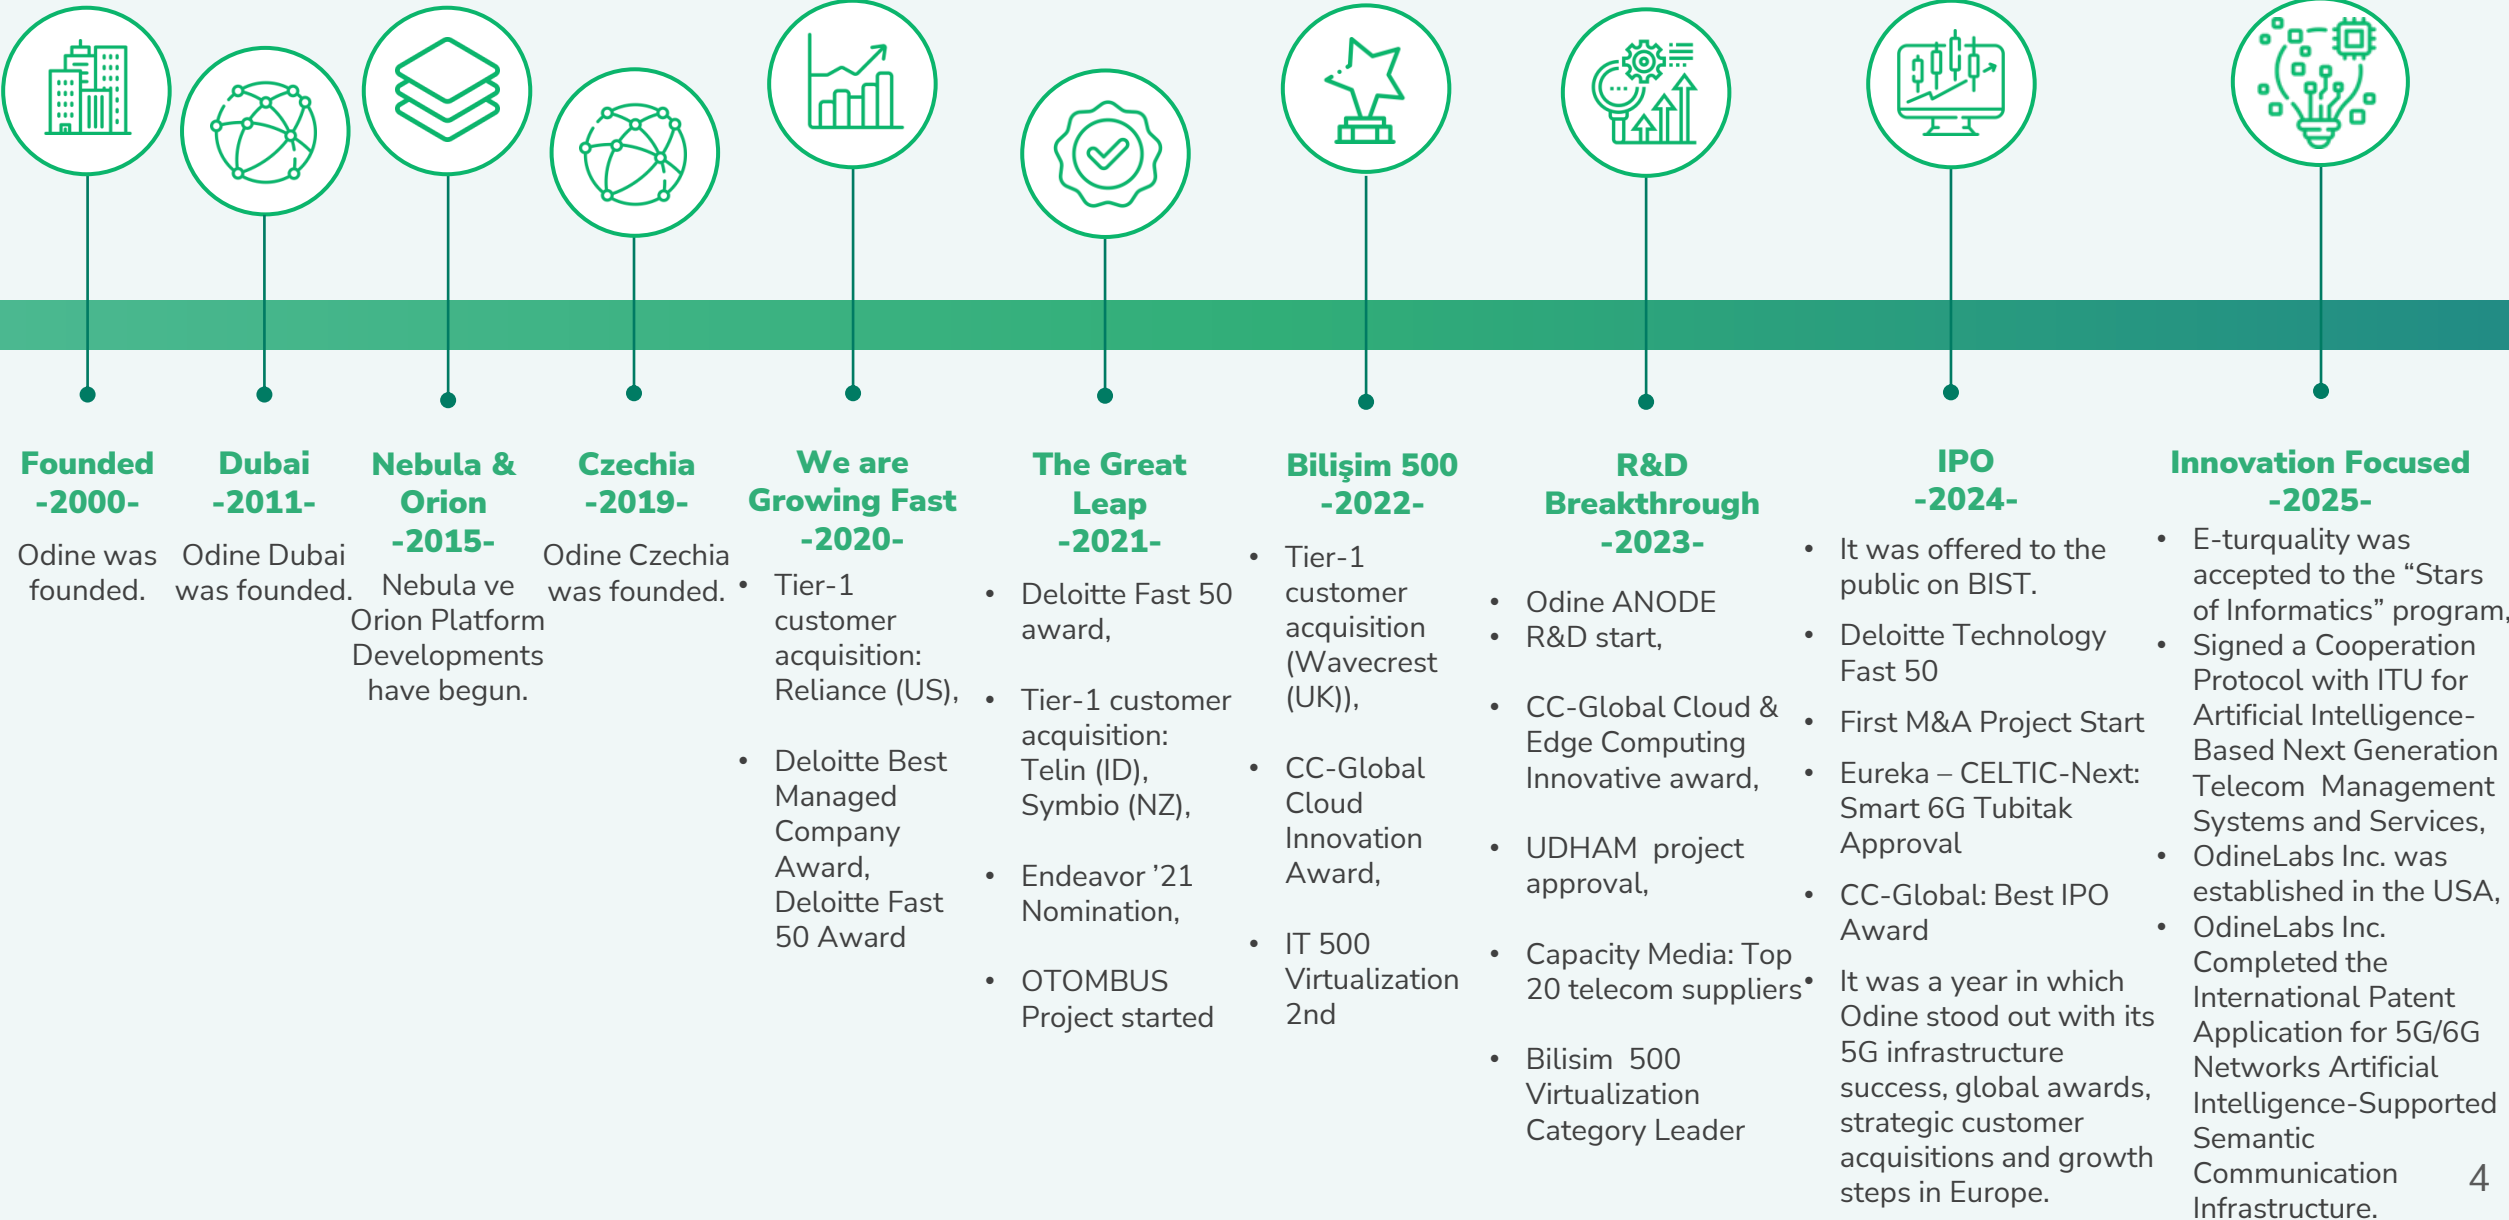 Founded
-2000-
Odine was
founded.
Dubai
-2011-
Odine Dubai
was founded.
Nebula &
Orion
-2015-
Nebula ve
Orion Platform
Developments
have begun.
Czechia
-2019-
Odine Czechia
was founded.
We are
Growing Fast
-2020-
• Tier-1
customer
acquisition:
Reliance (US),
• Deloitte Best
Managed
Company
Award,
Deloitte Fast
50 Award
The Great
Leap
-2021-
• Deloitte Fast 50
award,
• Tier-1 customer
acquisition:
Telin (ID),
Symbio (NZ),
• Endeavor ’21
Nomination,
• OTOMBUS
Project started
Bilişim 500
-2022-
• Tier-1
customer
acquisition
(Wavecrest
(UK)),
• CC-Global
Cloud
Innovation
Award,
• IT 500
Virtualization
2nd
R&D
Breakthrough
-2023-
• Odine ANODE
• R&D start,
• CC-Global Cloud &
Edge Computing
Innovative award,
• UDHAM project
approval,
• Capacity Media: Top
20 telecom suppliers
• Bilisim 500
Virtualization
Category Leader
IPO
-2024-
• It was offered to the
public on BIST.
• Deloitte Technology
Fast 50
• First M&A Project Start
• Eureka – CELTIC-Next:
Smart 6G Tubitak
Approval
• CC-Global: Best IPO
Award
• It was a year in which
Odine stood out with its
5G infrastructure
success, global awards,
strategic customer
acquisitions and growth
steps in Europe.
Innovation Focused
-2025-
• E-turquality was
accepted to the “Stars
of Informatics” program,
• Signed a Cooperation
Protocol with ITU for
Artificial Intelligence-
Based Next Generation
Telecom Management
Systems and Services,
• OdineLabs Inc. was
established in the USA,
• OdineLabs Inc.
Completed the
International Patent
Application for 5G/6G
Networks Artificial
Intelligence-Supported
Semantic
Communication
Infrastructure.
4